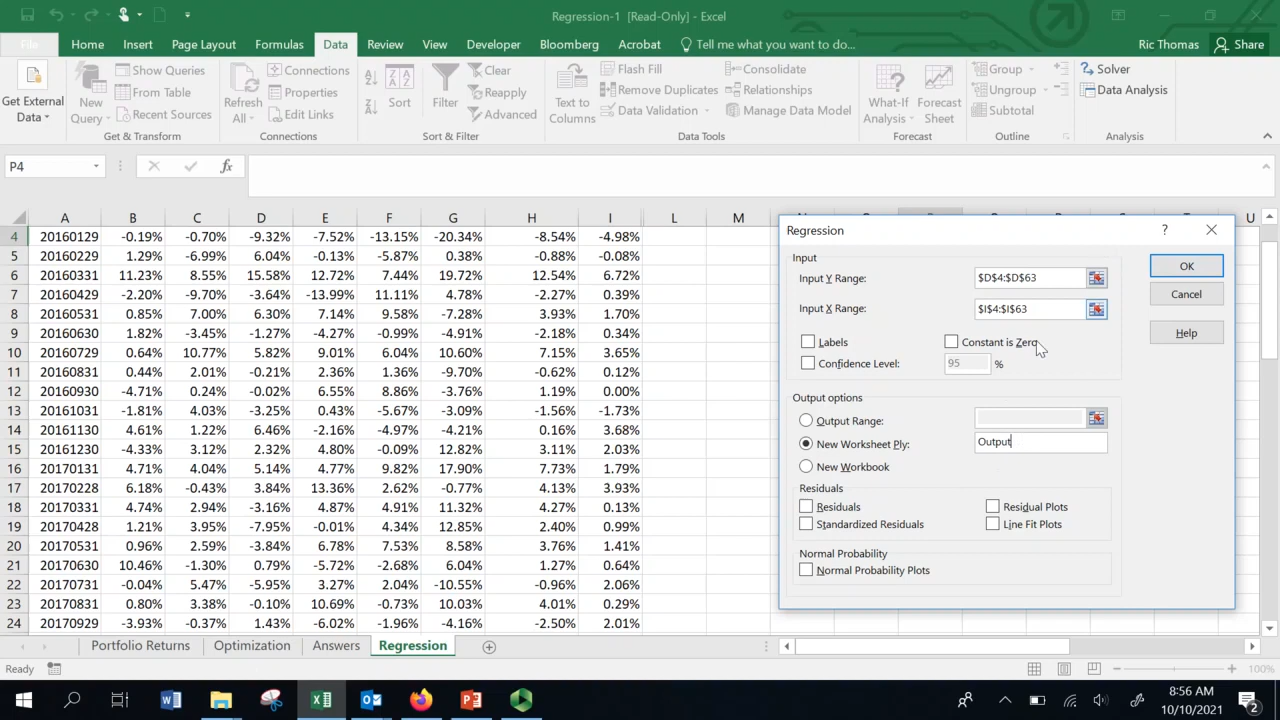 Regression-1 [Read-Only] - Excel
File Home Insert Page Layout Formulas Data Review View Developer Bloomberg Acrobat Tell me what you want to do... Ric Thomas Share
Get External Data
New Query
Show Queries
From Table
Recent Sources
Get & Transform
Refresh All
Connections
Properties
Edit Links
Connections
Sort
Filter
Clear
Reapply
Advanced
Sort & Filter
Text to Columns
Flash Fill
Remove Duplicates
Data Validation
Consolidate
Relationships
Manage Data Model
Data Tools
What-If Analysis
Forecast Sheet
Forecast
Group
Ungroup
Subtotal
Outline
Solver
Data Analysis
Analysis
P4
fx
A B C D E F G H I L M U
4 20160129 -0.19% -0.70% -9.32% -7.52% -13.15% -20.34% -8.54% -4.98%
5 20160229 1.29% -6.99% 6.04% -0.13% -5.87% 0.38% -0.88% -0.08%
6 20160331 11.23% 8.55% 15.58% 12.72% 7.44% 19.72% 12.54% 6.72%
7 20160429 -2.20% -9.70% -3.64% -13.99% 11.11% 4.78% -2.27% 0.39%
8 20160531 0.85% 7.00% 6.30% 7.14% 9.58% -7.28% 3.93% 1.70%
9 20160630 1.82% -3.45% -1.27% -4.27% -0.99% -4.91% -2.18% 0.34%
10 20160729 0.64% 10.77% 5.82% 9.01% 6.04% 10.60% 7.15% 3.65%
11 20160831 0.44% 2.01% -0.21% 2.36% 1.36% -9.70% -0.62% 0.12%
12 20160930 -4.71% 0.24% -0.02% 6.55% 8.86% -3.76% 1.19% 0.00%
13 20161031 -1.81% 4.03% -3.25% 0.43% -5.67% -3.09% -1.56% -1.73%
14 20161130 4.61% 1.22% 6.46% -2.16% -4.97% -4.21% 0.16% 3.68%
15 20161230 -4.33% 3.12% 2.32% 4.80% -0.09% 12.82% 3.11% 2.03%
16 20170131 4.71% 4.04% 5.14% 4.77% 9.82% 17.90% 7.73% 1.79%
17 20170228 6.18% -0.43% 3.84% 13.36% 2.62% -0.77% 4.13% 3.93%
18 20170331 4.74% 2.94% -3.16% 4.87% 4.91% 11.32% 4.27% 0.13%
19 20170428 1.21% 3.95% -7.95% -0.01% 4.34% 12.85% 2.40% 0.99%
20 20170531 0.96% 2.59% -3.84% 6.78% 7.53% 8.58% 3.76% 1.41%
21 20170630 10.46% -1.30% 0.79% -5.72% -2.68% 6.04% 1.27% 0.64%
22 20170731 -0.04% 5.47% -5.95% 3.27% 2.04% -10.55% -0.96% 2.06%
23 20170831 0.80% 3.38% -0.10% 10.69% -0.73% 10.03% 4.01% 0.29%
24 20170929 -3.93% -0.37% 1.43% -6.02% -1.96% -4.16% -2.50% 2.01%
Regression ?
Input
Input Y Range: $D$4:$D$63
Input X Range: $I$4:$I$63
Labels Constant is Zero
Confidence Level: 95 %
OK
Cancel
Help
Output options
Output Range:
New Worksheet Ply: Output
New Workbook
Residuals
Residuals Residual Plots
Standardized Residuals Line Fit Plots
Normal Probability
Normal Probability Plots
Portfolio Returns Optimization Answers Regression
Ready 100%
8:56 AM
10/10/2021
2